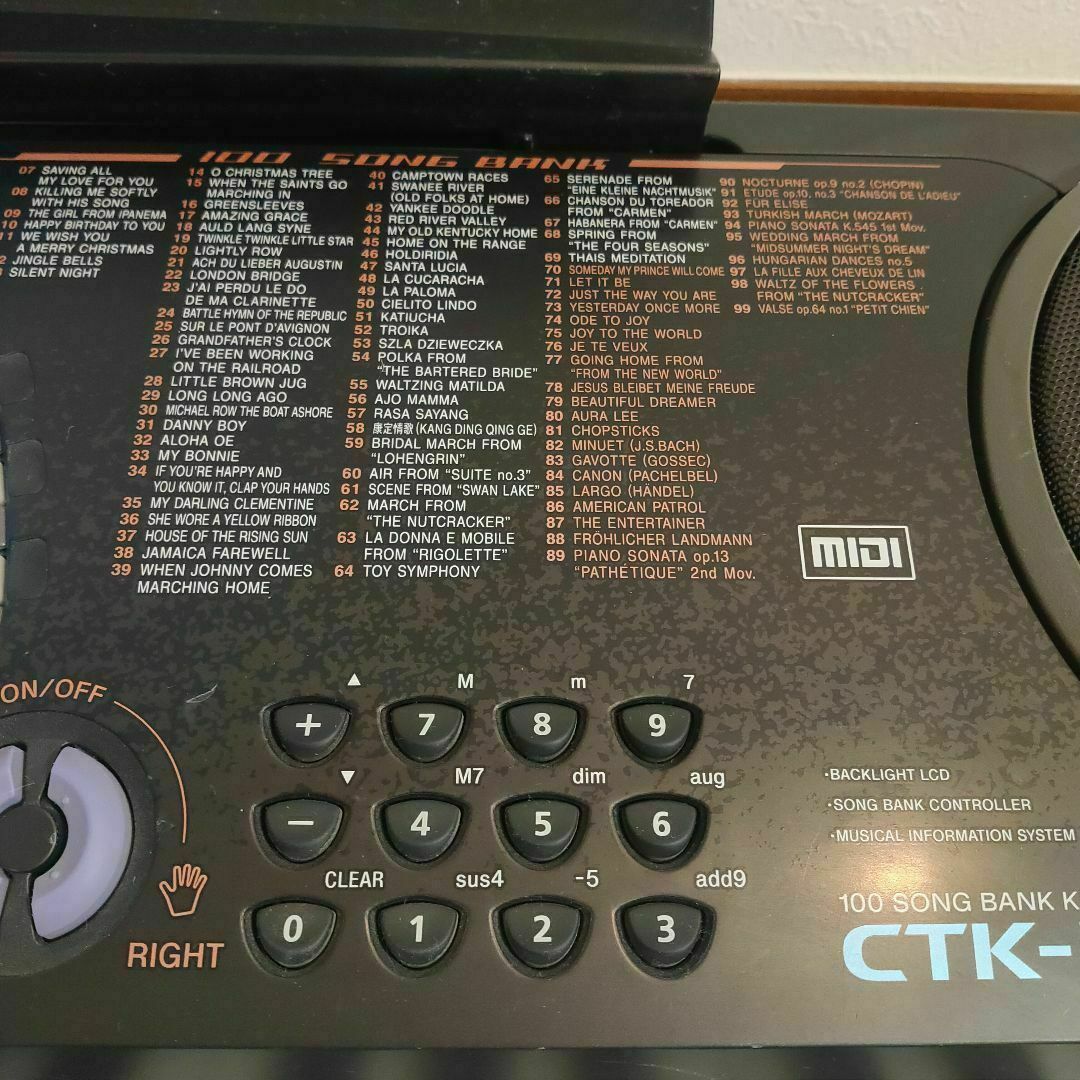 100 SONG BANK
07 SAVING ALL
MY LOVE FOR YOU
08 KILLING ME SOFTLY
WITH HIS SONG
09 THE GIRL FROM IPANEMA
10 HAPPY BIRTHDAY TO YOU
11 WE WISH YOU
A MERRY CHRISTMAS
2 JINGLE BELLS
SILENT NIGHT
14 O CHRISTMAS TREE
15 WHEN THE SAINTS GO
MARCHING IN
16 GREENSLEEVES
17 AMAZING GRACE
18 AULD LANG SYNE
19 TWINKLE TWINKLE LITTLE STAR
20 LIGHTLY ROW
21 ACH DU LIEBER AUGUSTIN
22 LONDON BRIDGE
23 J'AI PERDU LE DO
DE MA CLARINETTE
24 BATTLE HYMN OF THE REPUBLIC
25 SUR LE PONT D'AVIGNON
26 GRANDFATHER'S CLOCK
27 I'VE BEEN WORKING
ON THE RAILROAD
28 LITTLE BROWN JUG
29 LONG LONG AGO
30 MICHAEL ROW THE BOAT ASHORE
31 DANNY BOY
32 ALOHA OE
33 MY BONNIE
34 IF YOU'RE HAPPY AND
YOU KNOW IT, CLAP YOUR HANDS
35 MY DARLING CLEMENTINE
36 SHE WORE A YELLOW RIBBON
37 HOUSE OF THE RISING SUN
38 JAMAICA FAREWELL
39 WHEN JOHNNY COMES
MARCHING HOME
40 CAMPTOWN RACES
41 SWANEE RIVER
(OLD FOLKS AT HOME)
42 YANKEE DOODLE
43 RED RIVER VALLEY
44 MY OLD KENTUCKY HOME
45 HOME ON THE RANGE
46 HOLDIRIDIA
47 SANTA LUCIA
48 LA CUCARACHA
49 LA PALOMA
50 CIELITO LINDO
51 KATIUCHA
52 TROIKA
53 SZLA DZIEWECZKA
54 POLKA FROM
"THE BARTERED BRIDE"
55 WALTZING MATILDA
56 AJO MAMMA
57 RASA SAYANG
58 康定情歌(KANG DING QING GE)
59 BRIDAL MARCH FROM
"LOHENGRIN"
60 AIR FROM "SUITE no.3"
61 SCENE FROM "SWAN LAKE"
62 MARCH FROM
"THE NUTCRACKER"
63 LA DONNA E MOBILE
FROM "RIGOLETTE"
64 TOY SYMPHONY
65 SERENADE FROM
"EINE KLEINE NACHTMUSIK"
66 CHANSON DU TOREADOR
FROM "CARMEN"
67 HABANERA FROM "CARMEN"
68 SPRING FROM
"THE FOUR SEASONS"
69 THAIS MEDITATION
70 SOMEDAY MY PRINCE WILL COME
71 LET IT BE
72 JUST THE WAY YOU ARE
73 YESTERDAY ONCE MORE
74 ODE TO JOY
75 JOY TO THE WORLD
76 JE TE VEUX
77 GOING HOME FROM
"FROM THE NEW WORLD"
78 JESUS BLEIBET MEINE FREUDE
79 BEAUTIFUL DREAMER
80 AURA LEE
81 CHOPSTICKS
82 MINUET (J.S.BACH)
83 GAVOTTE (GOSSEC)
84 CANON (PACHELBEL)
85 LARGO (HÄNDEL)
86 AMERICAN PATROL
87 THE ENTERTAINER
88 FRÖHLICHER LANDMANN
89 PIANO SONATA op.13
"PATHÉTIQUE" 2nd Mov.
90 NOCTURNE op.9 no.2 (CHOPIN)
91 ETUDE op.10, no.3 "CHANSON DE L'ADIEU"
92 FÜR ELISE
93 TURKISH MARCH (MOZART)
94 PIANO SONATA K.545 1st Mov.
95 WEDDING MARCH FROM
"MIDSUMMER NIGHT'S DREAM"
96 HUNGARIAN DANCES no.5
97 LA FILLE AUX CHEVEUX DE LIN
98 WALTZ OF THE FLOWERS
FROM "THE NUTCRACKER"
99 VALSE op.64 no.1 "PETIT CHIEN"
MIDI
ON/OFF
RIGHT
▲ M m 7
+ 7 8 9
▼ M7 dim aug
− 4 5 6
CLEAR sus4 -5 add9
0 1 2 3
·BACKLIGHT LCD
·SONG BANK CONTROLLER
·MUSICAL INFORMATION SYSTEM
100 SONG BANK K
CTK-